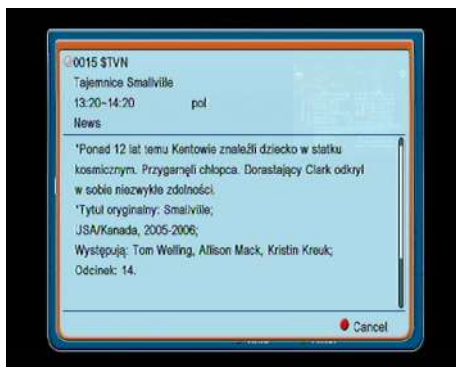 0015 $TVN
Tajemnice Smallville
13:20~14:20 pol
News
"Ponad 12 lat temu Kentowie znaleźli dziecko w statku
kosmicznym. Przygarnęli chłopca. Dorastający Clark odkrył
w sobie niezwykłe zdolności.
"Tytuł oryginalny: Smallville;
USA/Kanada, 2005-2006;
Występują: Tom Welling, Allison Mack, Kristin Kreuk;
Odcinek: 14.
Cancel